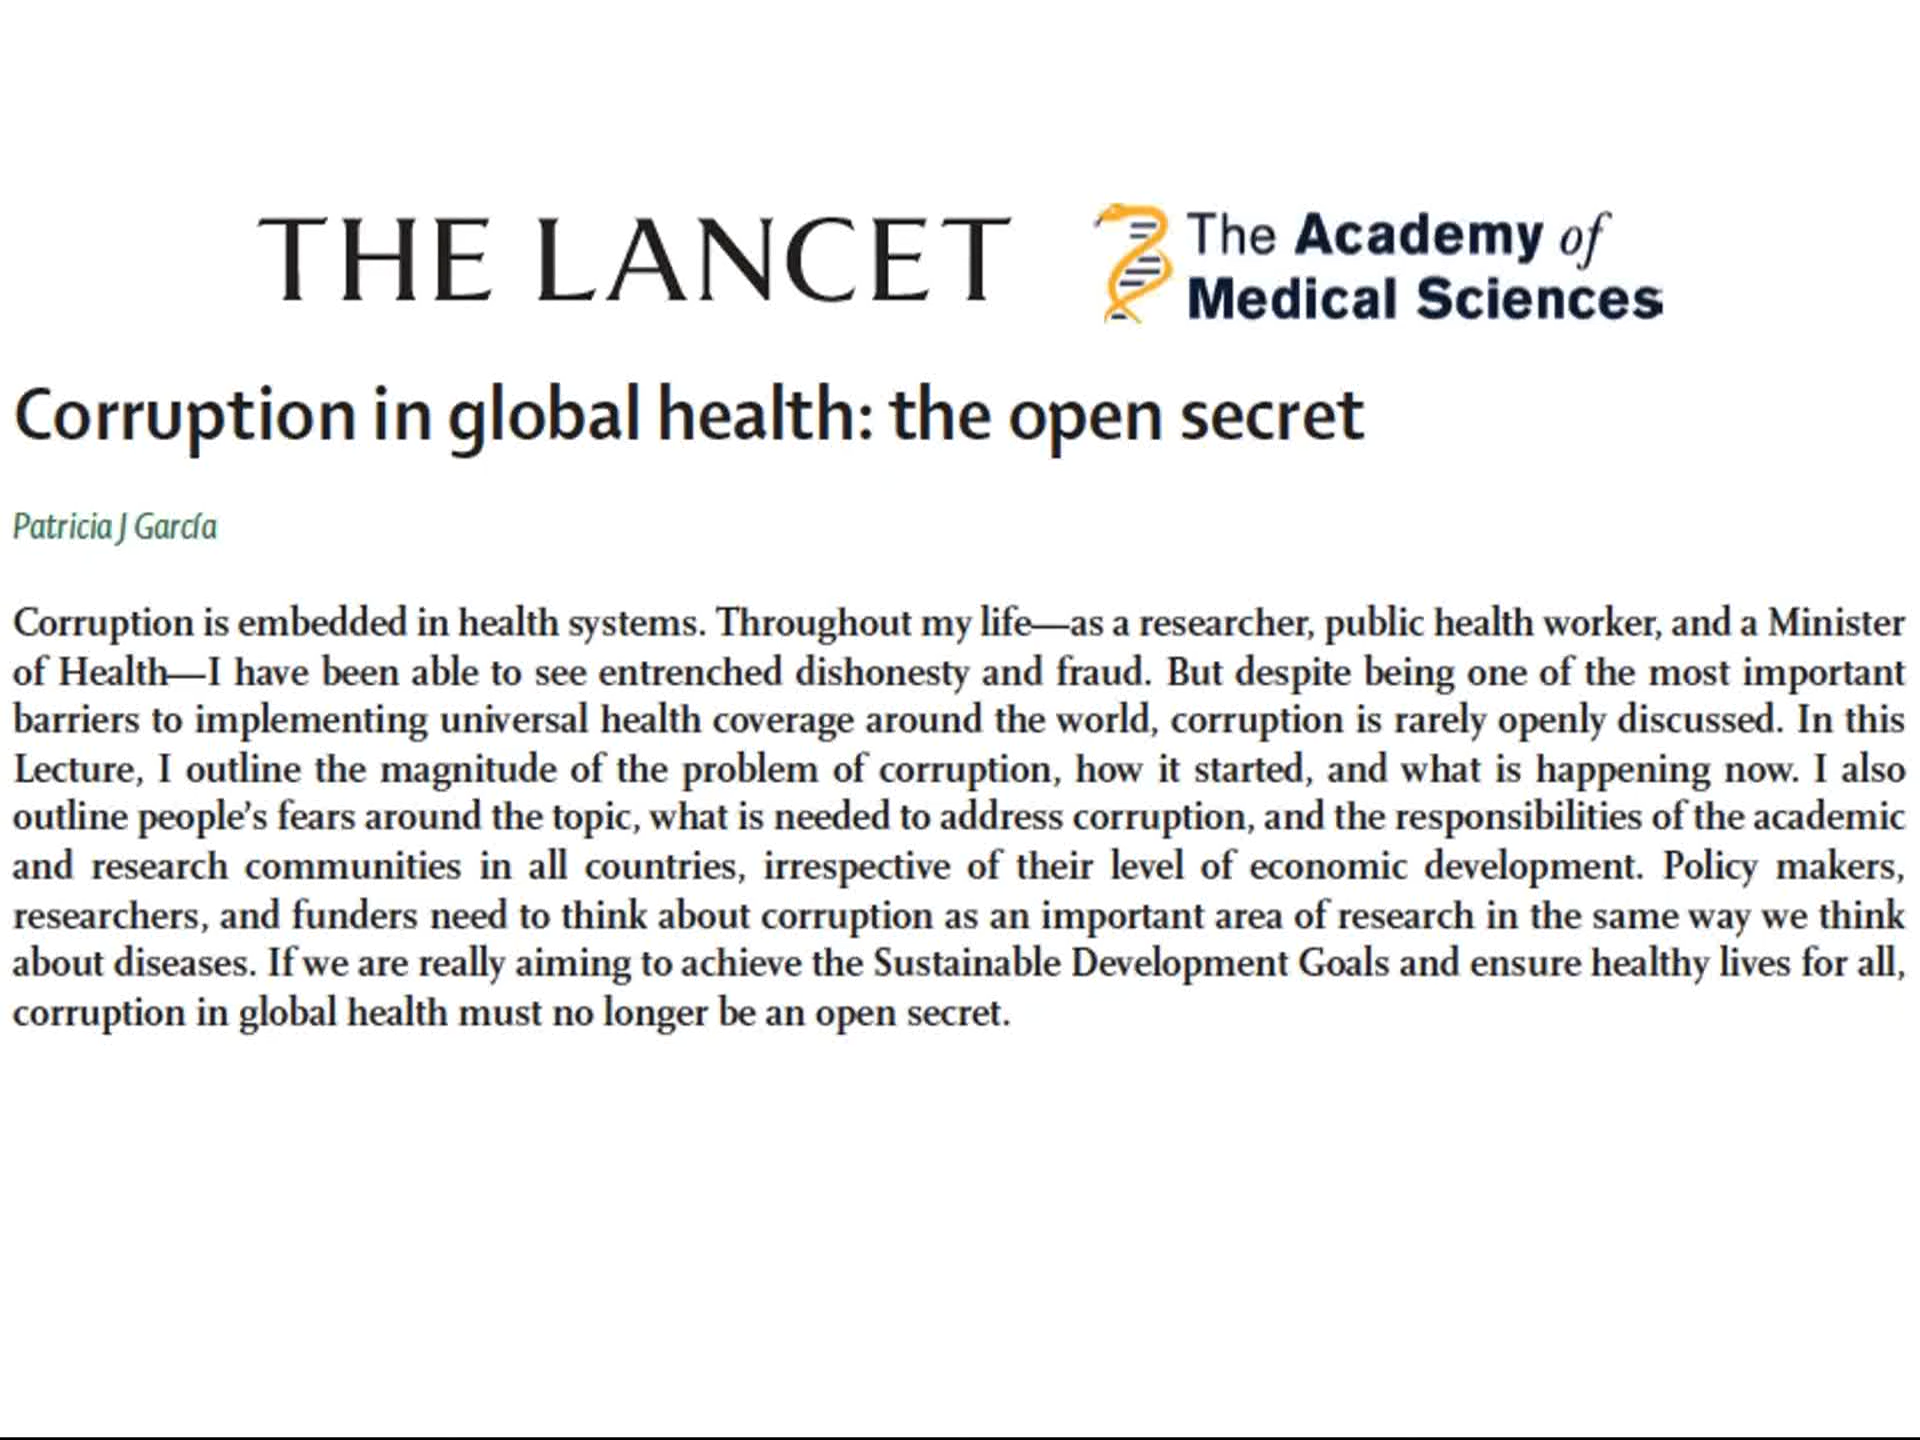 THE LANCET
The Academy of
Medical Sciences
Corruption in global health: the open secret
Patricia J García
Corruption is embedded in health systems. Throughout my life—as a researcher, public health worker, and a Minister
of Health—I have been able to see entrenched dishonesty and fraud. But despite being one of the most important
barriers to implementing universal health coverage around the world, corruption is rarely openly discussed. In this
Lecture, I outline the magnitude of the problem of corruption, how it started, and what is happening now. I also
outline people’s fears around the topic, what is needed to address corruption, and the responsibilities of the academic
and research communities in all countries, irrespective of their level of economic development. Policy makers,
researchers, and funders need to think about corruption as an important area of research in the same way we think
about diseases. If we are really aiming to achieve the Sustainable Development Goals and ensure healthy lives for all,
corruption in global health must no longer be an open secret.